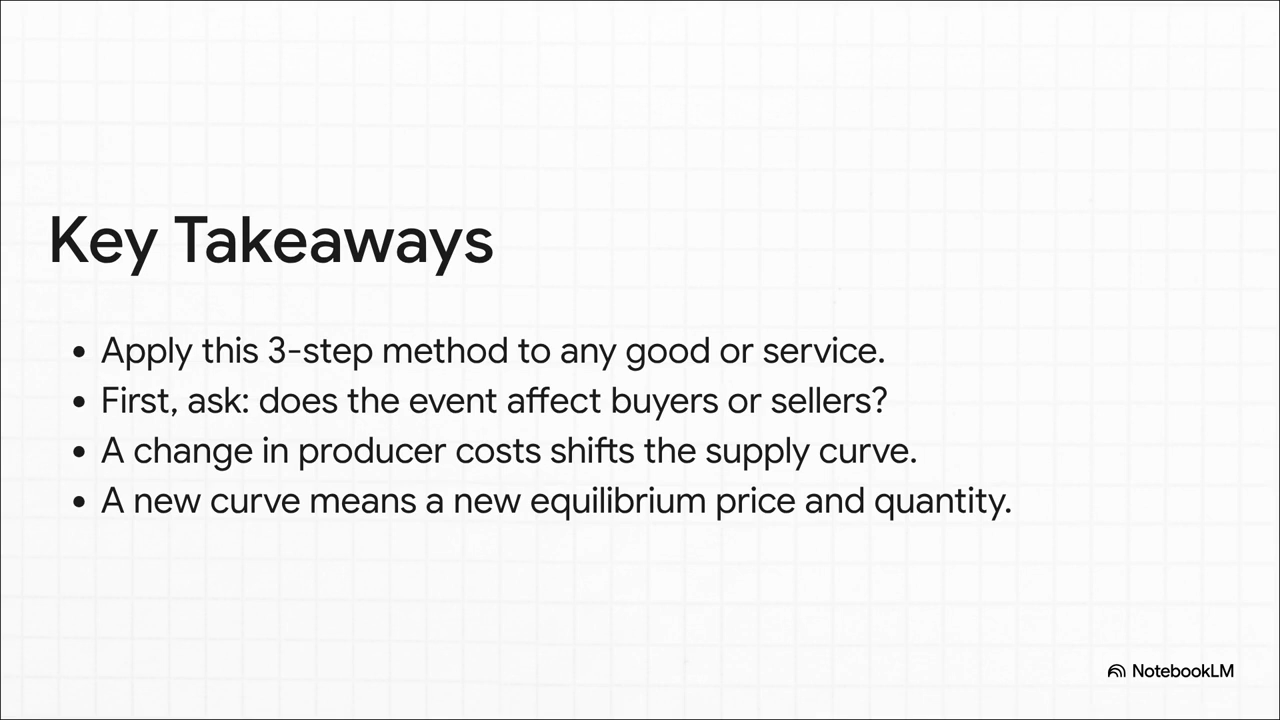 Key Takeaways
• Apply this 3-step method to any good or service.
• First, ask: does the event affect buyers or sellers?
• A change in producer costs shifts the supply curve.
• A new curve means a new equilibrium price and quantity.
NotebookLM